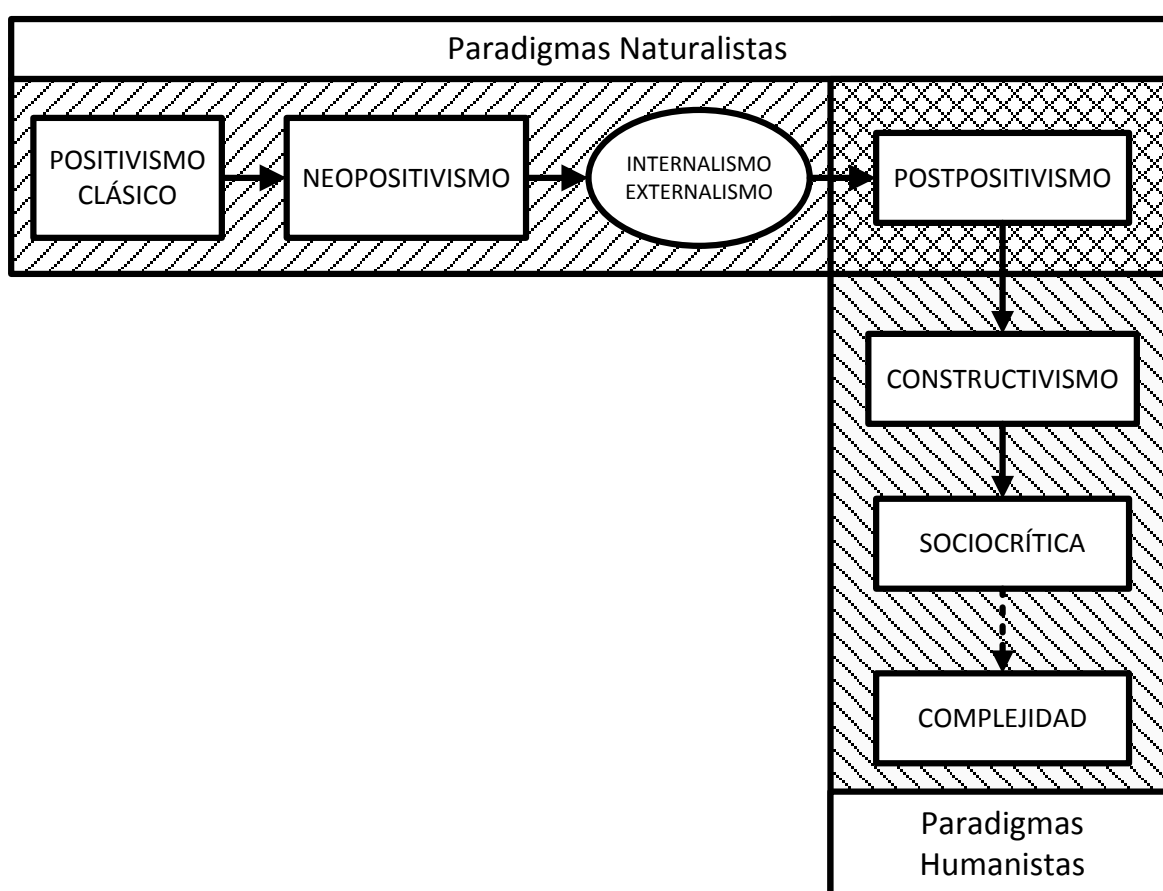 Paradigmas Naturalistas
POSITIVISMO
CLÁSICO
NEOPOSITIVISMO
INTERNALISMO
EXTERNALISMO
POSTPOSITIVISMO
CONSTRUCTIVISMO
SOCIOCRÍTICA
COMPLEJIDAD
Paradigmas
Humanistas